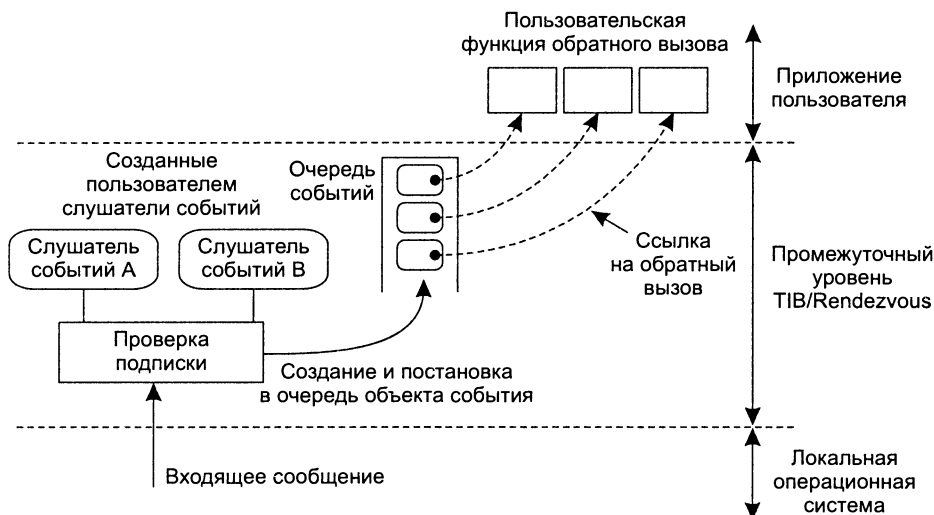 Пользовательская
функция обратного вызова
Приложение
пользователя
Созданные
пользователем
слушатели событий
Очередь
событий
Слушатель
событий А
Слушатель
событий В
Ссылка
на обратный
вызов
Промежуточный
уровень
TIB/Rendezvous
Проверка
подписки
Создание и постановка
в очередь объекта события
Входящее сообщение
Локальная
операционная
система